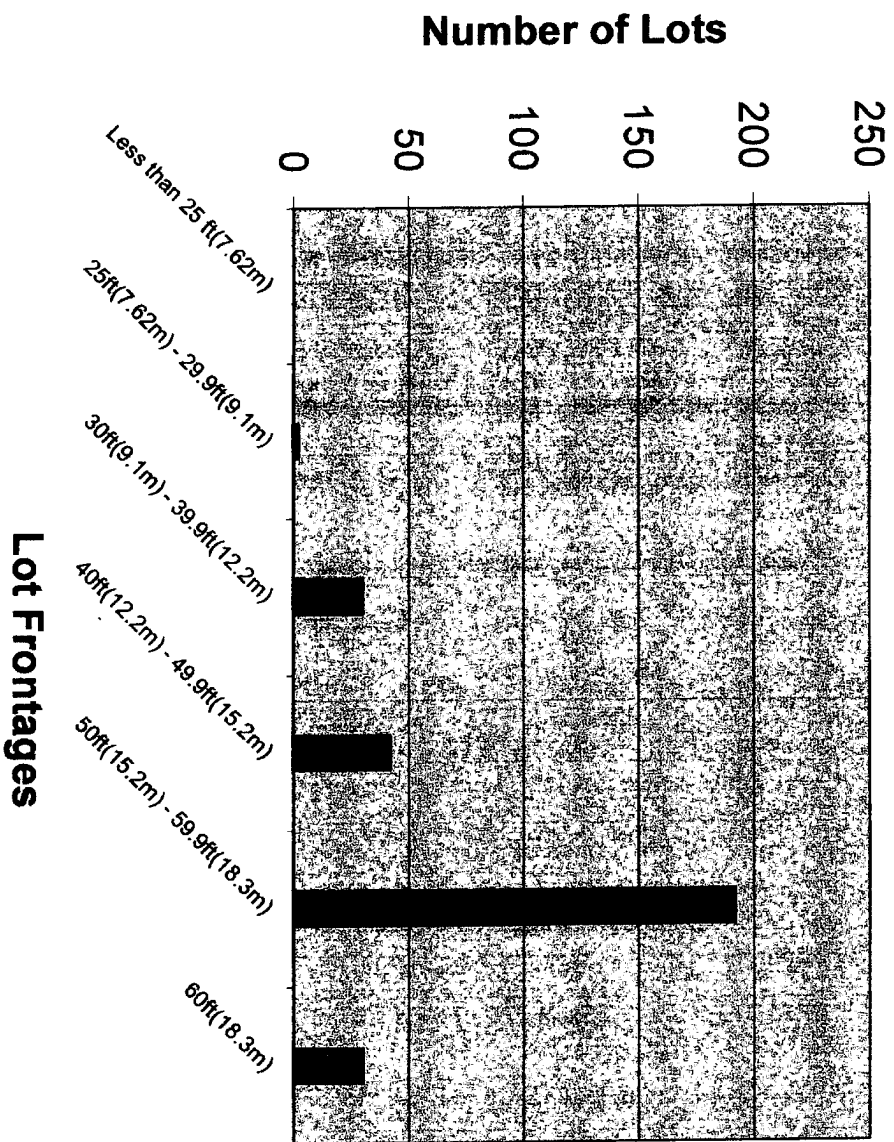 Number of Lots
250
200
150
100
50
0
Less than 25 ft(7.62m)
25ft(7.62m) - 29.9ft(9.1m)
30ft(9.1m) - 39.9ft(12.2m)
40ft(12.2m) - 49.9ft(15.2m)
50ft(15.2m) - 59.9ft(18.3m)
60ft(18.3m)
Lot Frontages